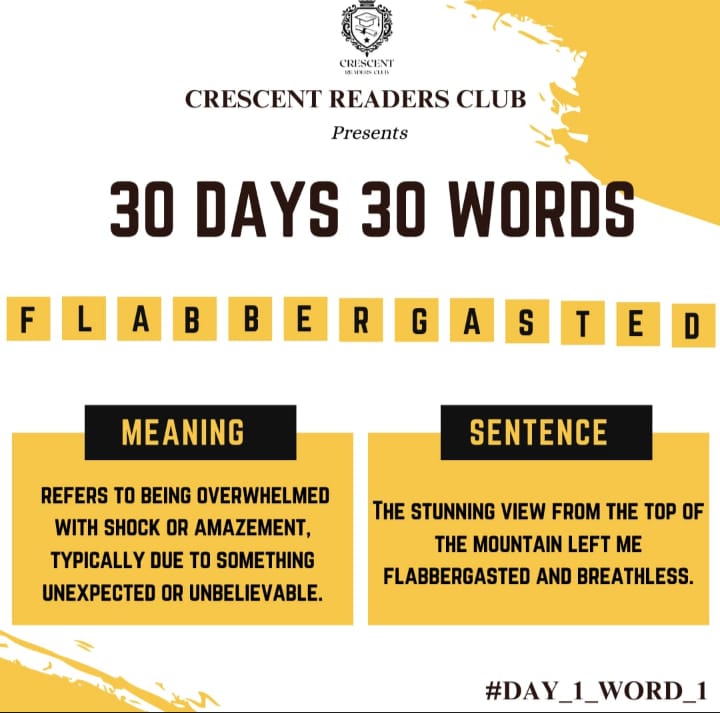 CRESCENT
READERS CLUB
CRESCENT READERS CLUB
Presents
30 DAYS 30 WORDS
FLABBERGASTED
MEANING
REFERS TO BEING OVERWHELMED
WITH SHOCK OR AMAZEMENT,
TYPICALLY DUE TO SOMETHING
UNEXPECTED OR UNBELIEVABLE.
SENTENCE
THE STUNNING VIEW FROM THE TOP OF
THE MOUNTAIN LEFT ME
FLABBERGASTED AND BREATHLESS.
#DAY_1_WORD_1